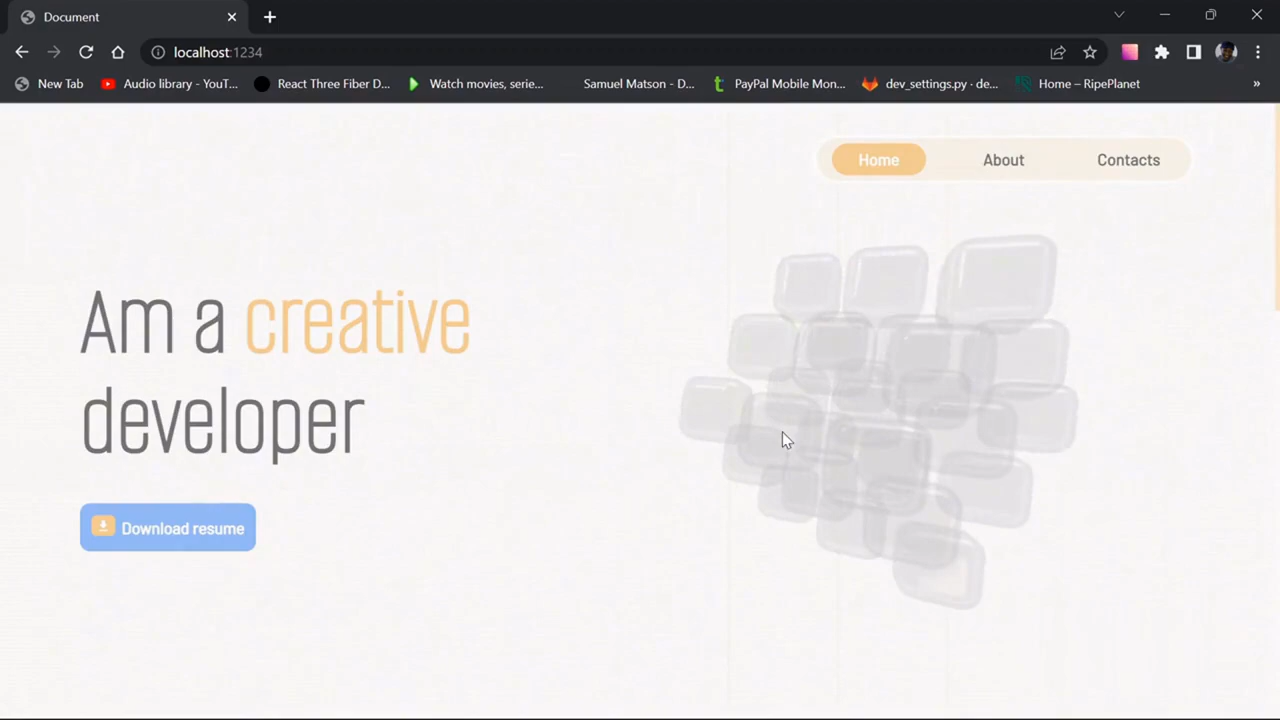 Document
localhost:1234
New Tab
Audio library - YouT...
React Three Fiber D...
Watch movies, serie...
Samuel Matson - D...
PayPal Mobile Mon...
dev_settings.py - de...
Home – RipePlanet
»
Home
About
Contacts
Am a creative
developer
Download resume